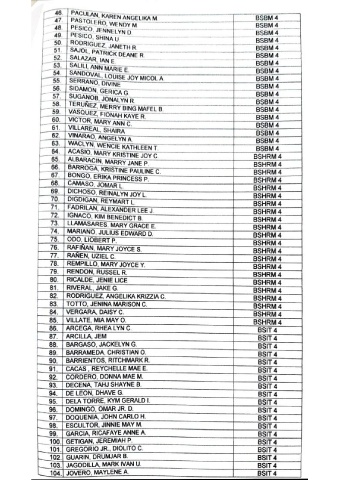 46. PACULAN, KAREN ANGELIKA M BSBM 4
47. PASTOLERO, WENDY M BSBM 4
48. PESICO, JENNELYN D BSBM 4
49. PESICO, SHINA U BSBM 4
50. RODRIGUEZ, JANETH R BSBM 4
51. SAJOL, PATRICK DEANE R. BSBM 4
52. SALAZAR, IAN E. BSBM 4
53. SALILI, ANN MARIE E. BSBM 4
54. SANDOVAL, LOUISE JOY MICOL A. BSBM 4
55. SERRANO, DIVINE BSBM 4
56. SIDAMON, GERICA G. BSBM 4
57. SUGANOB, JONALYN R BSBM 4
58. TERUÑEZ, MERRY BING MAFEL B. BSBM 4
59. VASQUEZ, FIONAH KAYE R. BSBM 4
60. VICTOR, MARY ANN C. BSBM 4
61. VILLAREAL, SHAIRA BSBM 4
62. VINARAO, ANGELYN A. BSBM 4
63. WACLYN, WENCIE KATHLEEN T. BSBM 4
64. ACASIO, MARY KRISTINE JOY C. BSHRM 4
65. ALBARACIN, MARRY JANE P. BSHRM 4
66. BARROGA, KRISTINE PAULINE C. BSHRM 4
67. BONGO, ERIKA PRINCESS P. BSHRM 4
68. CAMASO, JOMAR L. BSHRM 4
69. DICHOSO, REINALYN JOY L. BSHRM 4
70. DIGDIGAN, REYMART L. BSHRM 4
71. FADRILAN, ALEXANDER LEE J. BSHRM 4
72. IGNACO, KIM BENEDICT B. BSHRM 4
73. LLAMASARES, MARY GRACE E. BSHRM 4
74. MARIANO, JULIUS EDWARD D. BSHRM 4
75. ODO, LIOBERT P. BSHRM 4
76. RAFIÑAN, MARY JOYCE S. BSHRM 4
77. RAÑEN, UZIEL C. BSHRM 4
78. REMPILLO, MARY JOYCE Y. BSHRM 4
79. RENDON, RUSSEL R. BSHRM 4
80. RICALDE, JENIE LICE BSHRM 4
81. RIVERAL, JAKE G. BSHRM 4
82. RODRIGUEZ, ANGELIKA KRIZZIA C. BSHRM 4
83. TOTTO, JENINA MARISON C. BSHRM 4
84. VERGARA, DAISY C. BSHRM 4
85. VILLATE, MIA MAY O. BSHRM 4
86. ARCEGA, RHEA LYN C. BSIT 4
87. ARCILLA, JEM BSIT 4
88. BARGASO, JACKELYN G. BSIT 4
89. BARRAMEDA, CHRISTIAN O. BSIT 4
90. BARRIENTOS, RITCHMARK R. BSIT 4
91. CACAS, REYCHELLE MAE E. BSIT 4
92. CORDERO, DONNA MAE M. BSIT 4
93. DECENA, TAHJ SHAYNE B. BSIT 4
94. DE LEON, DHAVE G. BSIT 4
95. DELA TORRE, KYM GERALD I. BSIT 4
96. DOMINGO, OMAR JR. D. BSIT 4
97. DOQUENIA, JOHN CARLO H. BSIT 4
98. ESCULTOR, JINNIE MAY M. BSIT 4
99. GARCIA, RICAFAYE ANNE A. BSIT 4
100. GETIGAN, JEREMIAH P. BSIT 4
101. GREGORIO JR., DIOLITO C. BSIT 4
102. GUARIN, DRUMJAR B. BSIT 4
103. JAGODILLA, MARK IVAN U. BSIT 4
104. JOVERO, MAYLENE A. BSIT 4